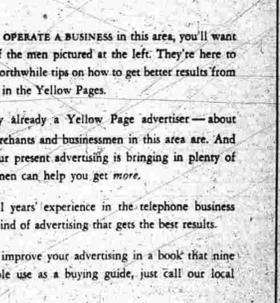 OPERATE A BUSINESS in this area, you'll want
the men pictured at the left. They're here to
orthwhile tips on how to get better results from
in the Yellow Pages.
already a Yellow Page advertiser — about
rchants and businessmen in this area are. And
ur present advertising is bringing in plenty of
men can help you get more.
l years' experience in the telephone business
ind of advertising that gets the best results.
improve your advertising in a book that nine
ple use as a buying guide, just call our local